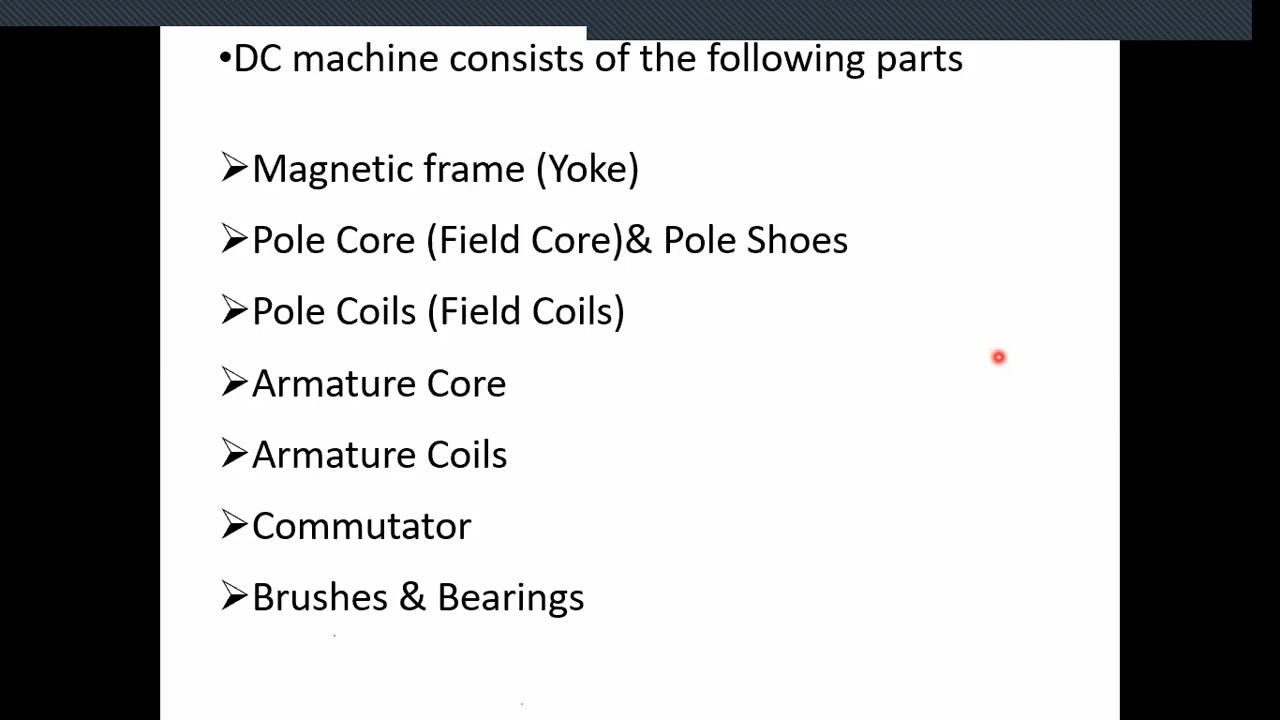 •DC machine consists of the following parts
➢Magnetic frame (Yoke)
➢Pole Core (Field Core)& Pole Shoes
➢Pole Coils (Field Coils)
➢Armature Core
➢Armature Coils
➢Commutator
➢Brushes & Bearings